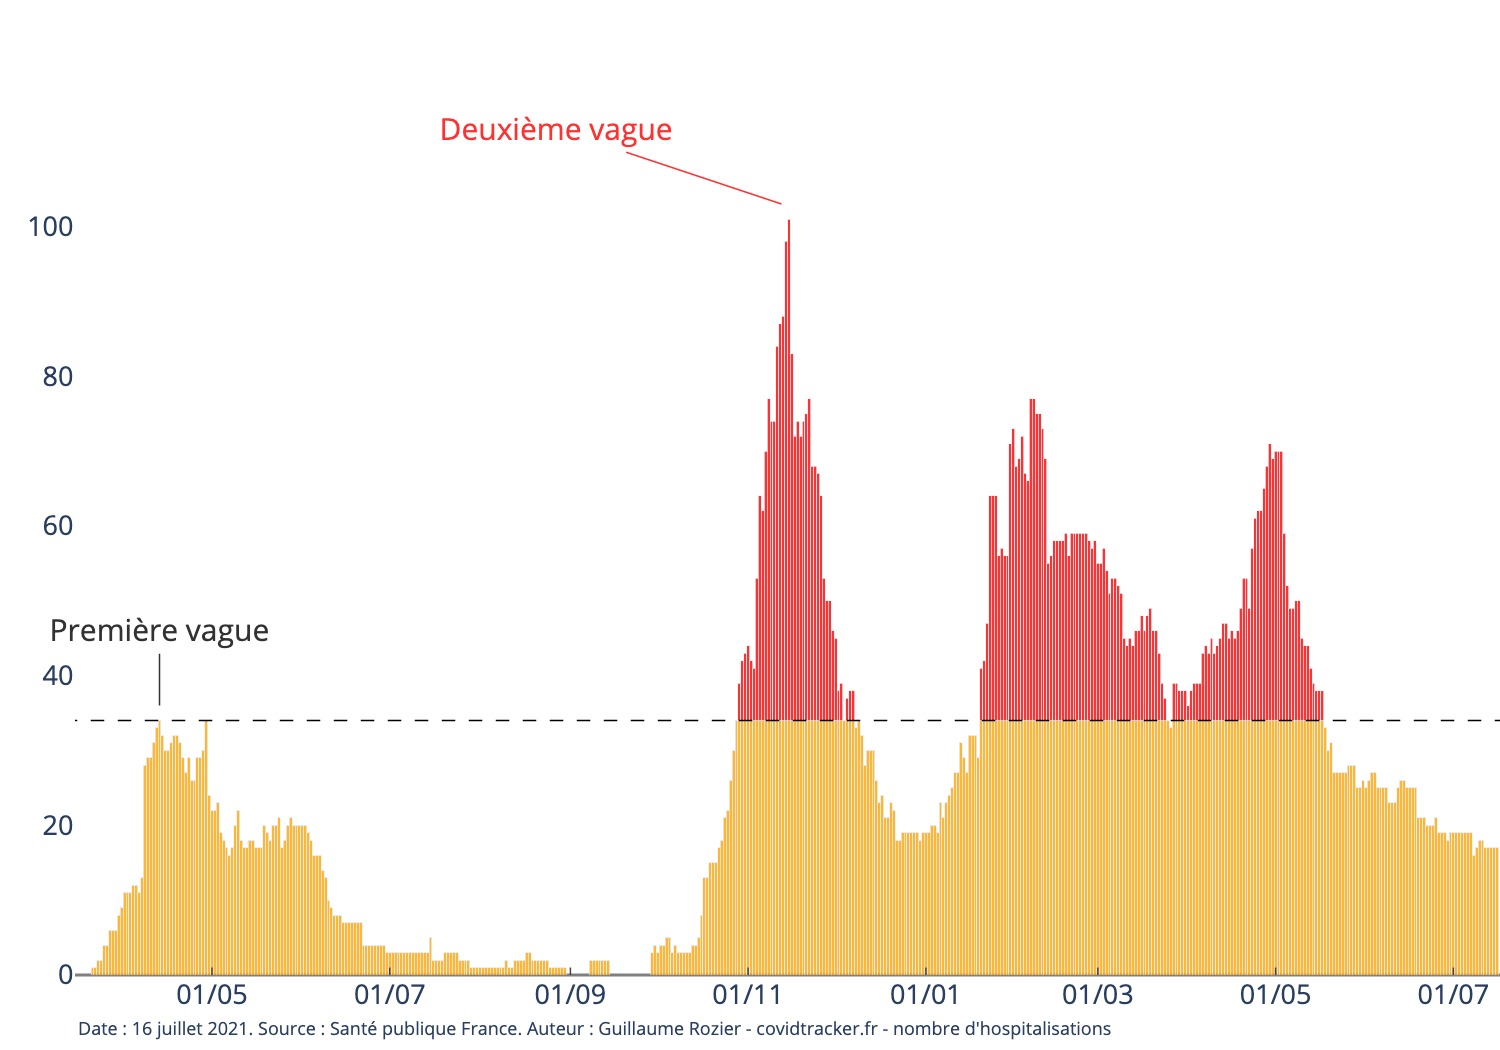 Deuxième vague
100
80
60
Première vague
40
20
0
01/05 01/07 01/09 01/11 01/01 01/03 01/05 01/07
Date : 16 juillet 2021. Source : Santé publique France. Auteur : Guillaume Rozier - covidtracker.fr - nombre d'hospitalisations